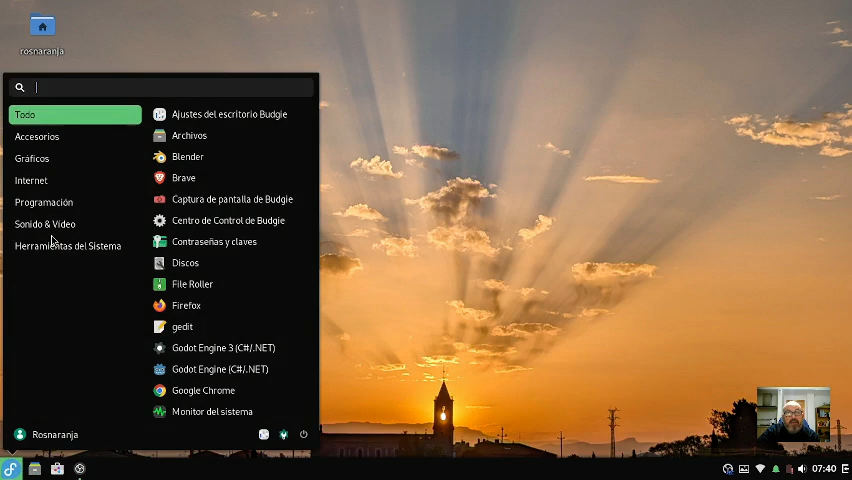 rosnaranja
Todo
Accesorios
Gráficos
Internet
Programación
Sonido & Vídeo
Herramientas del Sistema
Ajustes del escritorio Budgie
Archivos
Blender
Brave
Captura de pantalla de Budgie
Centro de Control de Budgie
Contraseñas y claves
Discos
File Roller
Firefox
gedit
Godot Engine 3 (C#/.NET)
Godot Engine (C#/.NET)
Google Chrome
Monitor del sistema
Rosnaranja
07:40